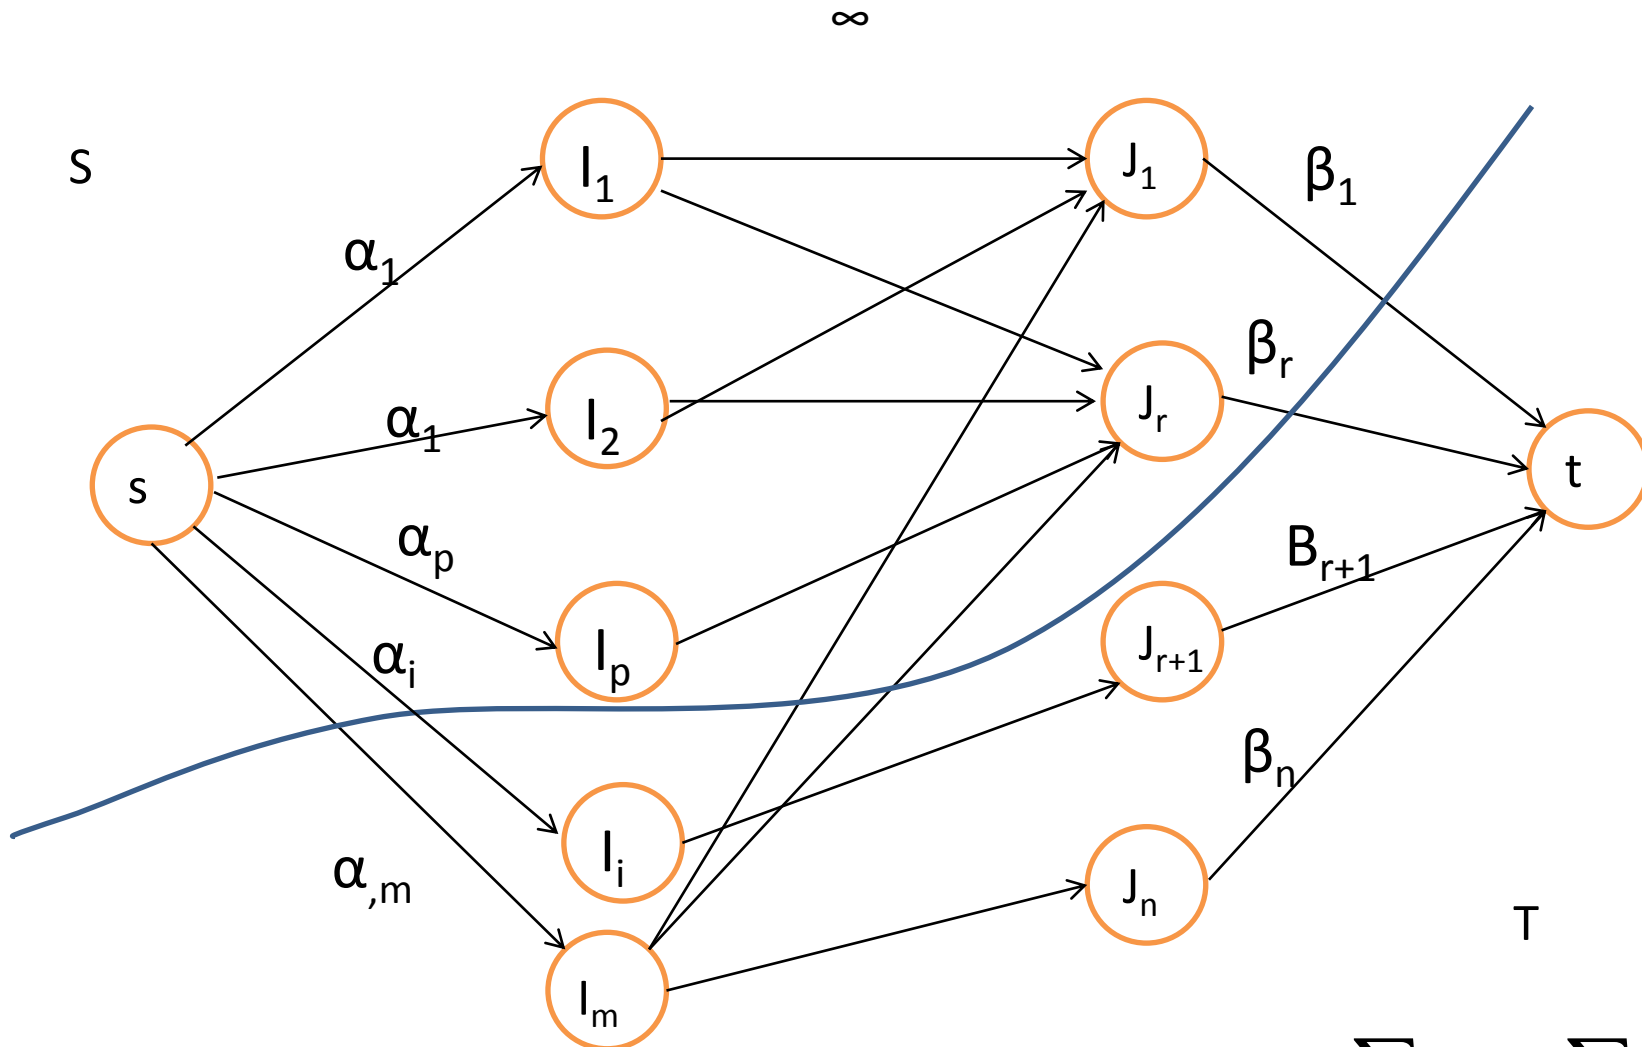 ∞
S
I₁
J₁
β₁
α₁
βᵣ
α₁
I₂
Jᵣ
s
t
αₚ
Bᵣ₊₁
αᵢ
Iₚ
Jᵣ₊₁
βₙ
α,ₘ
Iᵢ
Jₙ
T
Iₘ
∑ ∑